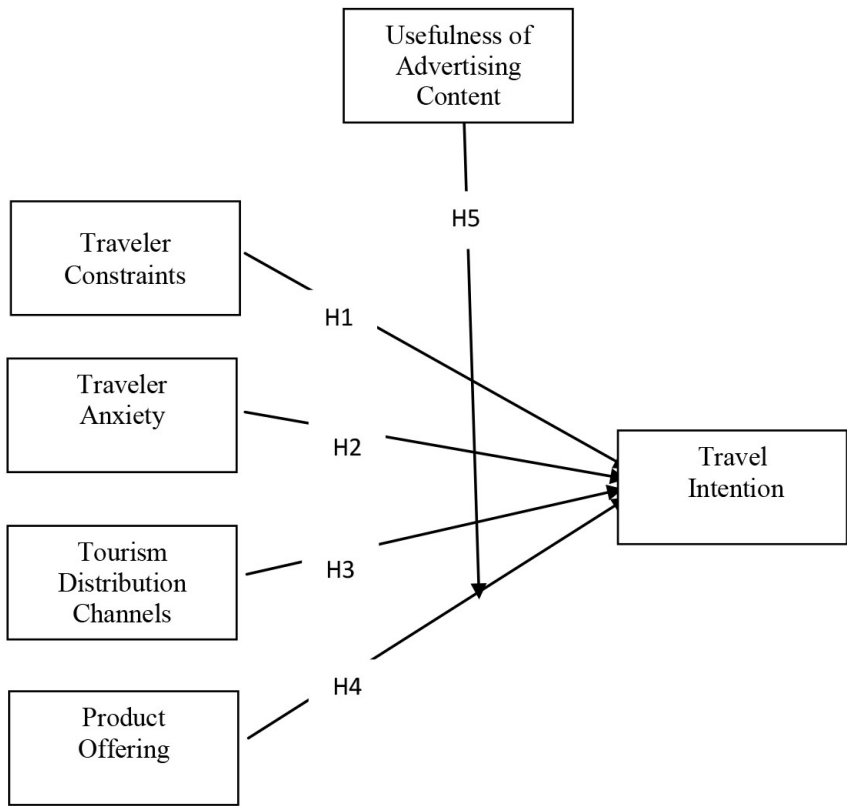 Usefulness of
Advertising
Content
H5
Traveler
Constraints
H1
Traveler
Anxiety
H2
Travel
Intention
Tourism
Distribution
Channels
H3
Product
Offering
H4